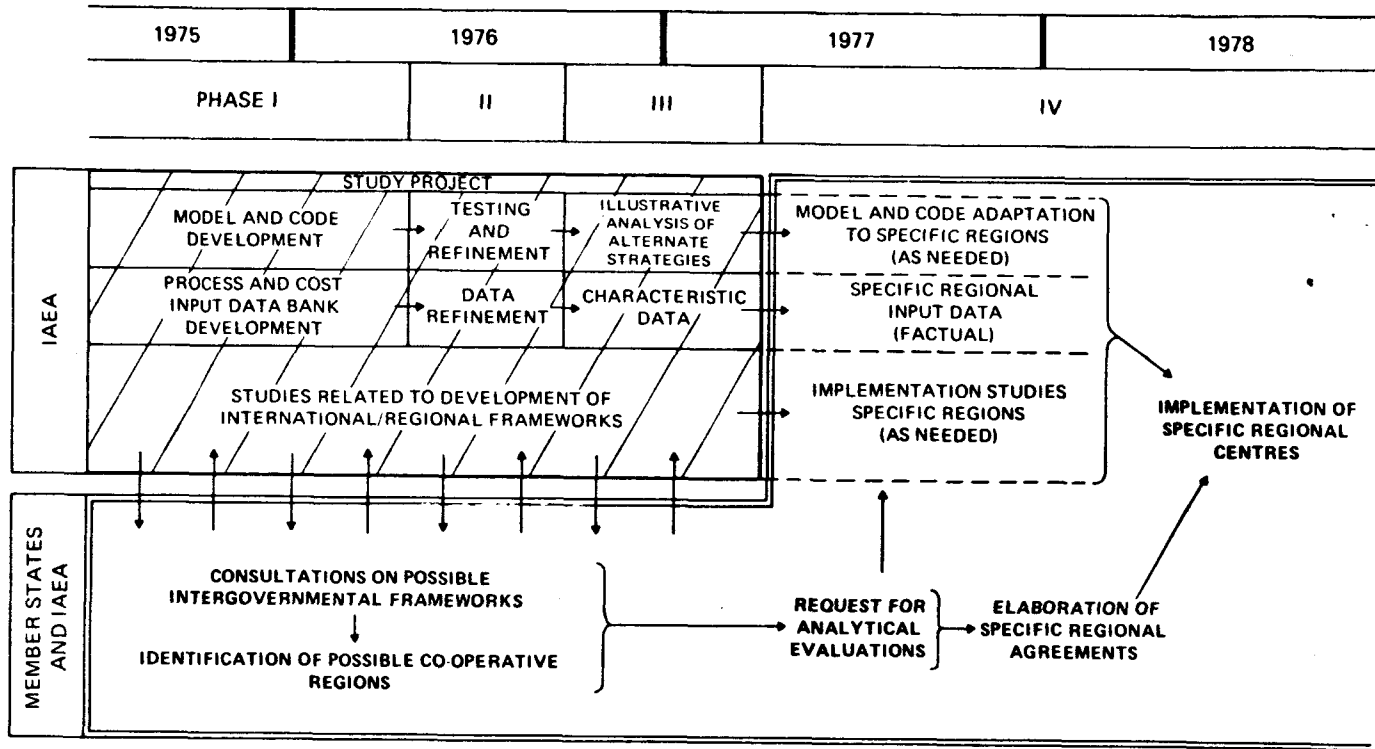 1975
1976
1977
1978
PHASE I
II
III
IV
IAEA
STUDY PROJECT
MODEL AND CODE
DEVELOPMENT
TESTING
AND
REFINEMENT
ILLUSTRATIVE
ANALYSIS OF
ALTERNATE
STRATEGIES
MODEL AND CODE ADAPTATION
TO SPECIFIC REGIONS
(AS NEEDED)
PROCESS AND COST
INPUT DATA BANK
DEVELOPMENT
DATA
REFINEMENT
CHARACTERISTIC
DATA
SPECIFIC REGIONAL
INPUT DATA
(FACTUAL)
STUDIES RELATED TO DEVELOPMENT OF
INTERNATIONAL/REGIONAL FRAMEWORKS
IMPLEMENTATION STUDIES
SPECIFIC REGIONS
(AS NEEDED)
IMPLEMENTATION OF
SPECIFIC REGIONAL
CENTRES
MEMBER STATES
AND IAEA
CONSULTATIONS ON POSSIBLE
INTERGOVERNMENTAL FRAMEWORKS
IDENTIFICATION OF POSSIBLE CO-OPERATIVE
REGIONS
REQUEST FOR
ANALYTICAL
EVALUATIONS
ELABORATION OF
SPECIFIC REGIONAL
AGREEMENTS